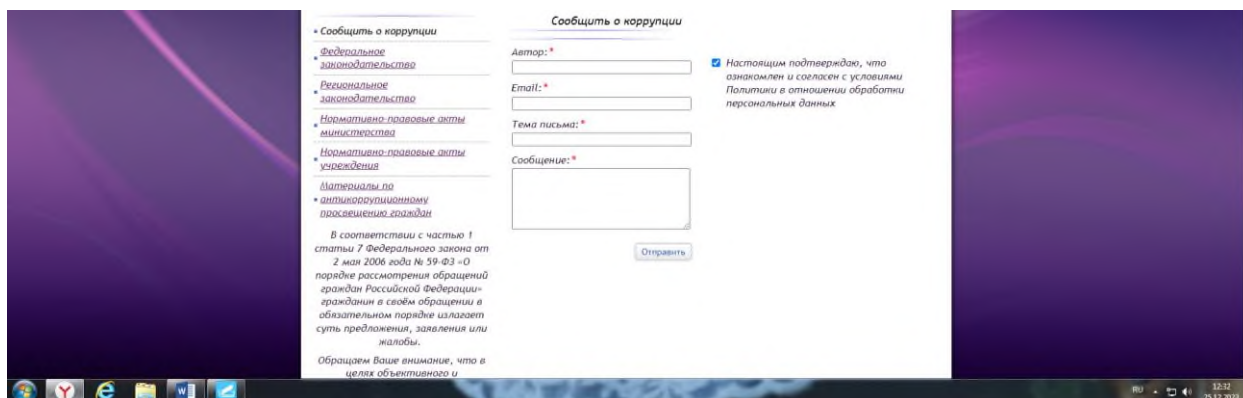 Сообщить о коррупции
Федеральное
законодательство
Региональное
законодательство
Нормативно-правовые акты
министерства
Нормативно-правовые акты
учреждения
Материалы по
антикоррупционному
просвещению граждан
В соответствии с частью 1
статьи 7 Федерального закона от
2 мая 2006 года № 59-ФЗ «О
порядке рассмотрения обращений
граждан Российской Федерации»
гражданин в своём обращении в
обязательном порядке излагает
суть предложения, заявления или
жалобы.
Обращаем Ваше внимание, что в
целях объективного и
Сообщить о коррупции
Автор:*
Email:*
Тема письма:*
Сообщение:*
Отправить
Настоящим подтверждаю, что
ознакомлен и согласен с условиями
Политики в отношении обработки
персональных данных
RU
12:32
25.12.2023